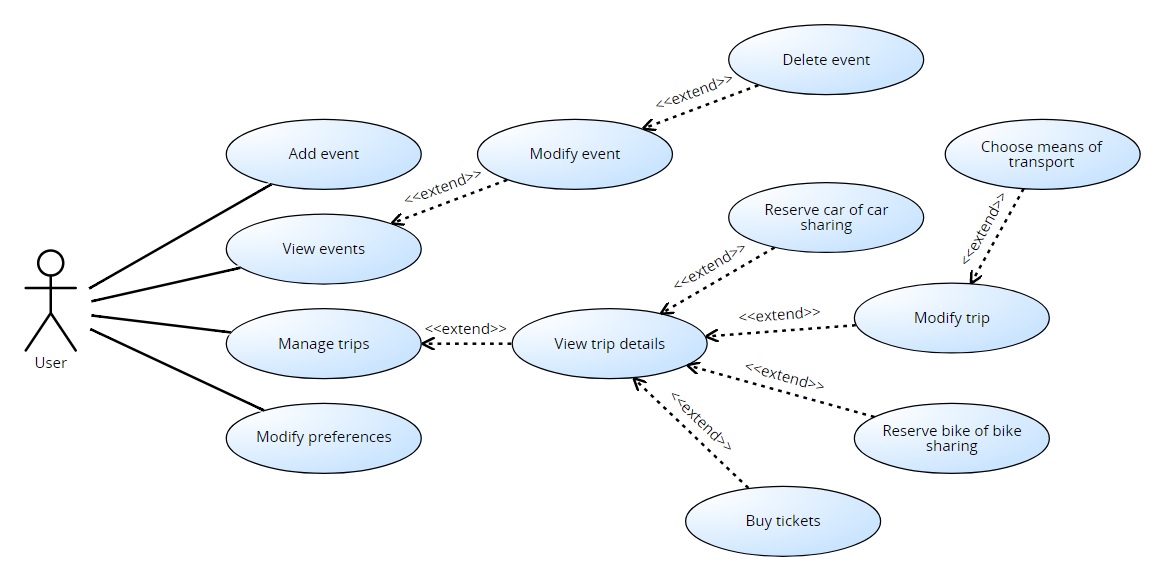 Delete event
<<extend>>
Add event
Modify event
Choose means of
transport
<<extend>>
Reserve car of car
sharing
<<extend>>
View events
<<extend>>
Manage trips
<<extend>>
View trip details
<<extend>>
Modify trip
User
<<extend>>
Modify preferences
<<extend>>
Reserve bike of bike
sharing
Buy tickets